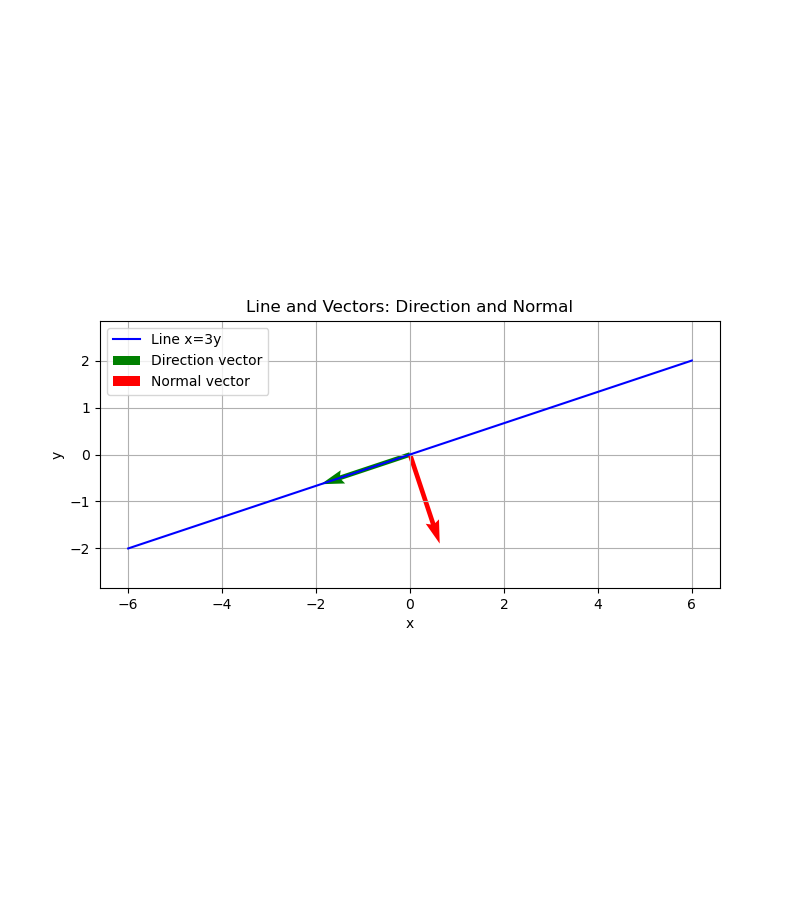 Line and Vectors: Direction and Normal
Line x=3y
Direction vector
Normal vector
2
1
0
−1
−2
y
−6
−4
−2
0
2
4
6
x